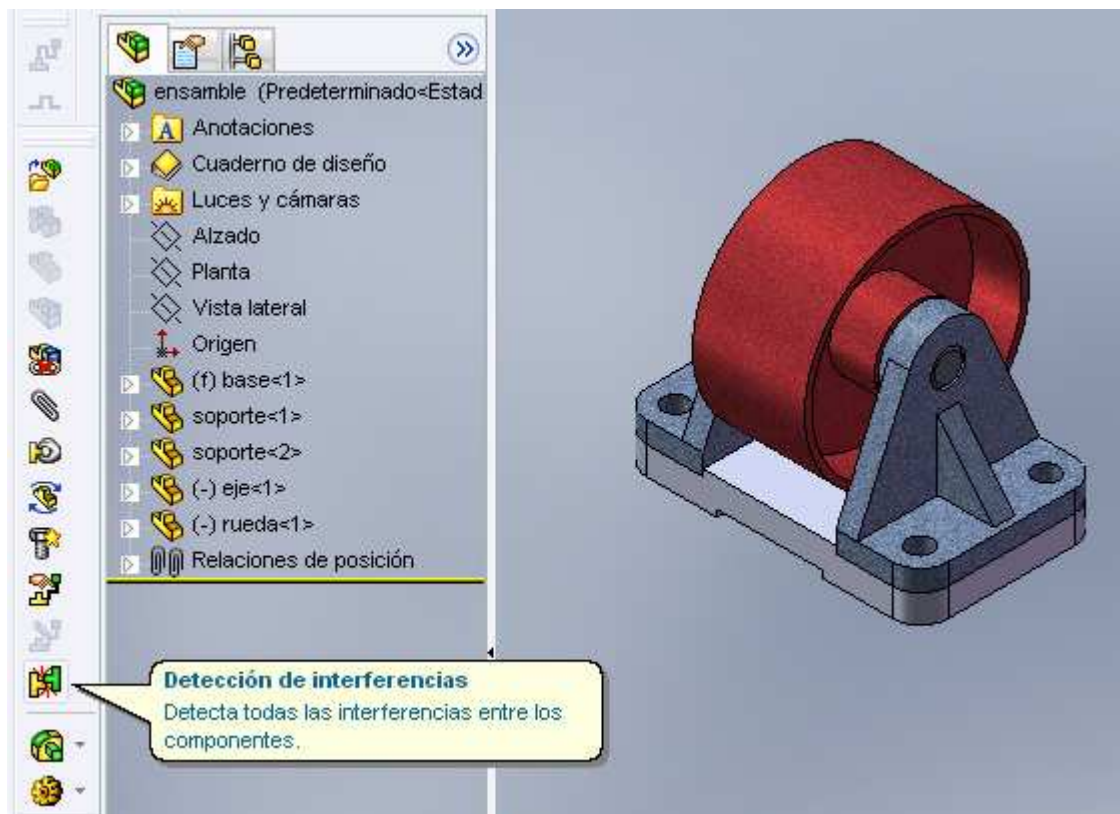 ensamble (Predeterminado<Estad
Anotaciones
Cuaderno de diseño
Luces y cámaras
Alzado
Planta
Vista lateral
Origen
(f) base<1>
soporte<1>
soporte<2>
(-) eje<1>
(-) rueda<1>
Relaciones de posición
Detección de interferencias
Detecta todas las interferencias entre los
componentes.